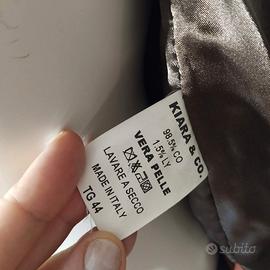 KIARA & CO.
98.5% CO
1.5% LY
VERA PELLE
LAVARE A SECCO
MADE IN ITALY
TG 44
subito